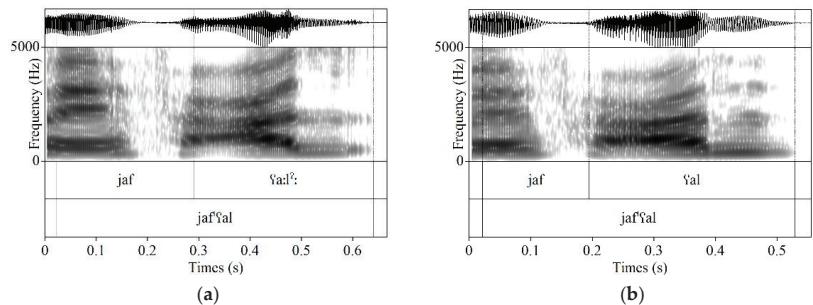 5000
Frequency (Hz)
0
jaf
ʕaːlˤː
jafˈʕal
0 0.1 0.2 0.3 0.4 0.5 0.6
Times (s)
(a)
5000
Frequency (Hz)
0
jaf
ʕal
jafˈʕal
0 0.1 0.2 0.3 0.4 0.5
Times (s)
(b)